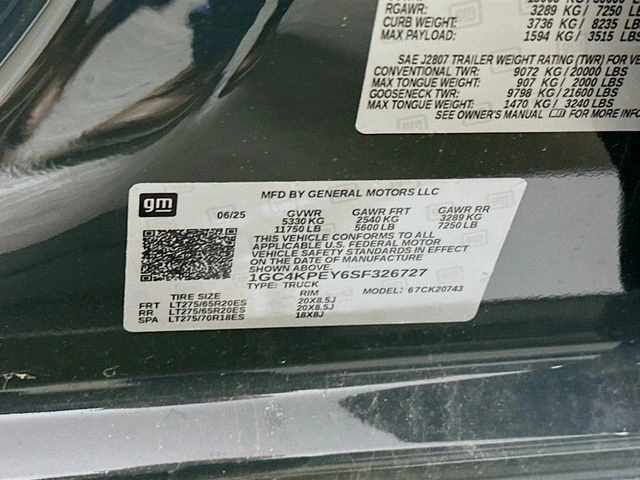 RGAWR: 3289 KG / 7250 LB
CURB WEIGHT: 3736 KG / 8235 LBS
MAX PAYLOAD: 1594 KG / 3515 LBS
SAE J2807 TRAILER WEIGHT RATING (TWR) FOR VE
CONVENTIONAL TWR: 9072 KG / 20000 LBS
MAX TONGUE WEIGHT: 907 KG / 2000 LBS
GOOSENECK TWR: 9798 KG / 21600 LBS
MAX TONGUE WEIGHT: 1470 KG / 3240 LBS
SEE OWNER'S MANUAL FOR MORE INFO
gm
MFD BY GENERAL MOTORS LLC
06/25 GVWR GAWR FRT GAWR RR
5330 KG 2540 KG 3289 KG
11750 LB 5600 LB 7250 LB
THIS VEHICLE CONFORMS TO ALL
APPLICABLE U.S. FEDERAL MOTOR
VEHICLE SAFETY STANDARDS IN EFFECT
ON THE DATE OF MANUFACTURE SHOWN ABOVE.
1GC4KPEY6SF326727
TYPE: TRUCK MODEL: 67CK20743
TIRE SIZE RIM
FRT LT275/65R20ES 20X8.5J
RR LT275/65R20ES 20X8.5J
SPA LT275/70R18ES 18X8J